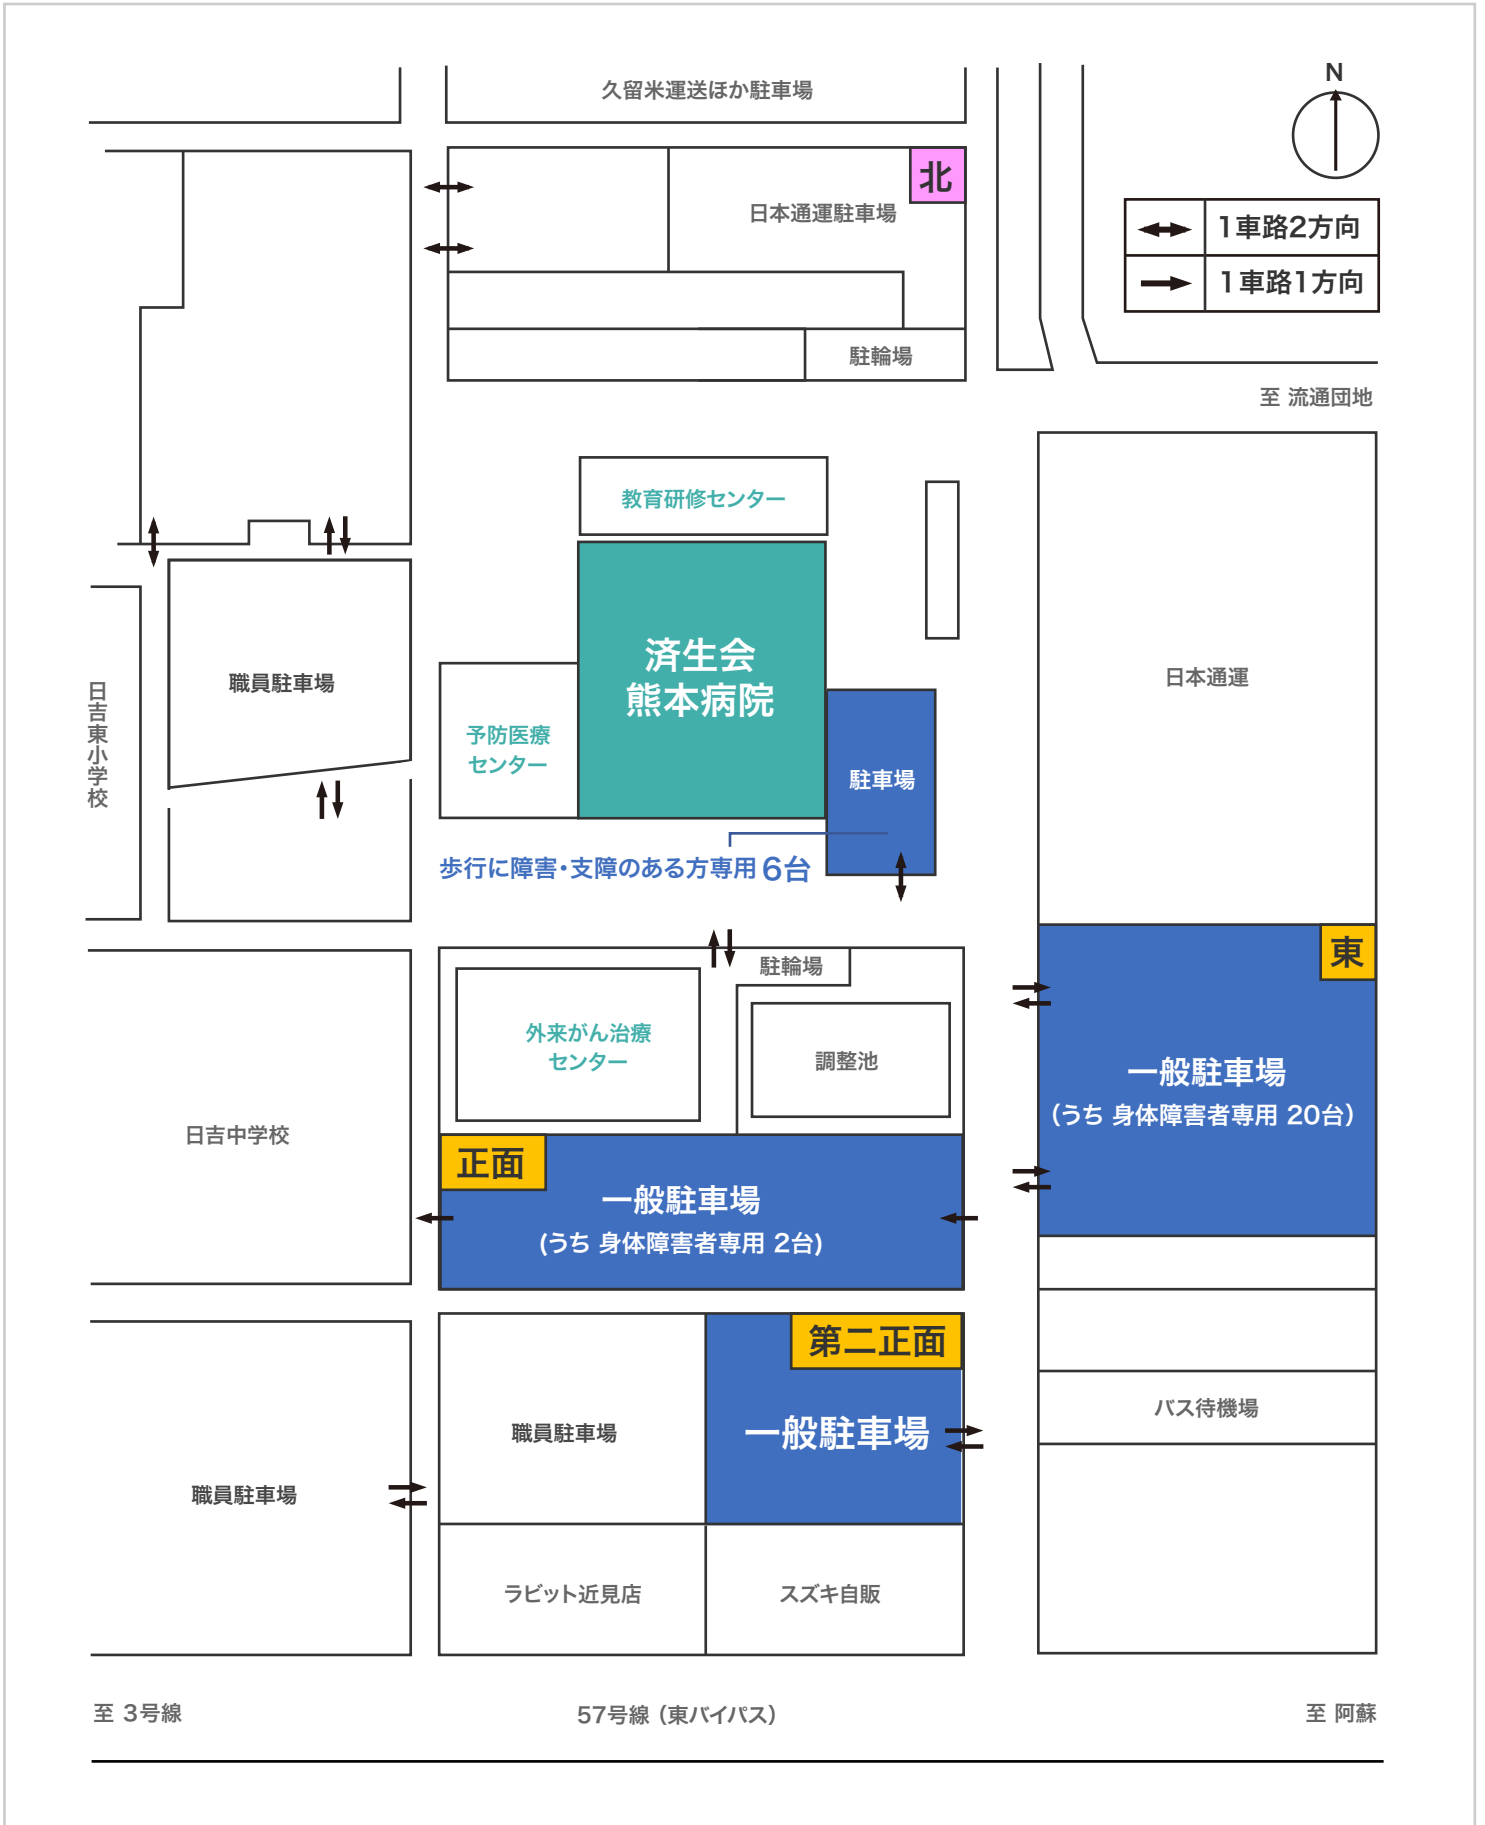 久留米運送ほか駐車場
N
北
日本通運駐車場
1車路2方向
1車路1方向
駐輪場
至 流通団地
教育研修センター
済生会
熊本病院
日本通運
職員駐車場
日吉東小学校
予防医療
センター
駐車場
歩行に障害・支障のある方専用 6台
東
駐輪場
外来がん治療
センター
調整池
一般駐車場
（うち 身体障害者専用 20台）
日吉中学校
正面
一般駐車場
(うち 身体障害者専用 2台)
第二正面
一般駐車場
職員駐車場
バス待機場
職員駐車場
ラビット近見店
スズキ自販
至 3号線
57号線（東バイパス）
至 阿蘇